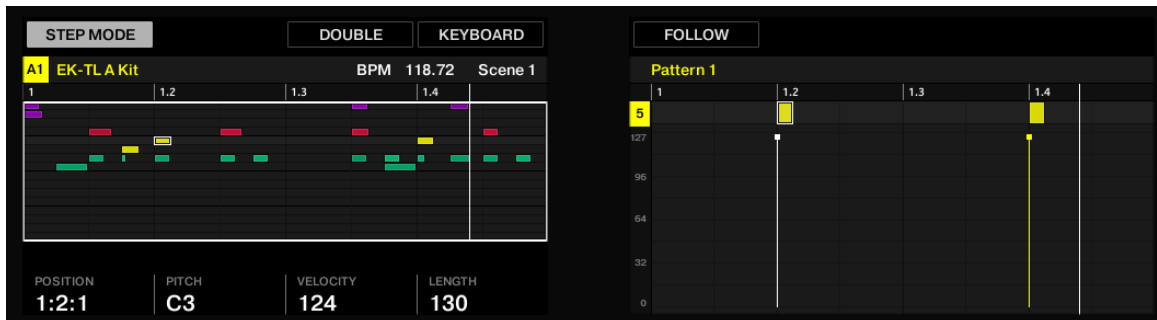 STEP MODE DOUBLE KEYBOARD
A1 EK-TL A Kit BPM 118.72 Scene 1
1 1.2 1.3 1.4
POSITION PITCH VELOCITY LENGTH
1:2:1 C3 124 130
FOLLOW
Pattern 1
1 1.2 1.3 1.4
5
127
96
64
32
0